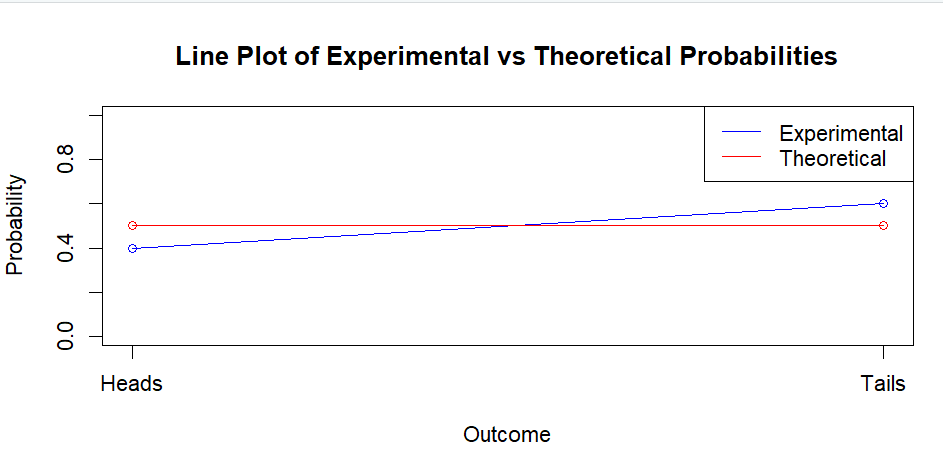 Line Plot of Experimental vs Theoretical Probabilities
Experimental
Theoretical
Probability
0.8
0.4
0.0
Heads
Tails
Outcome